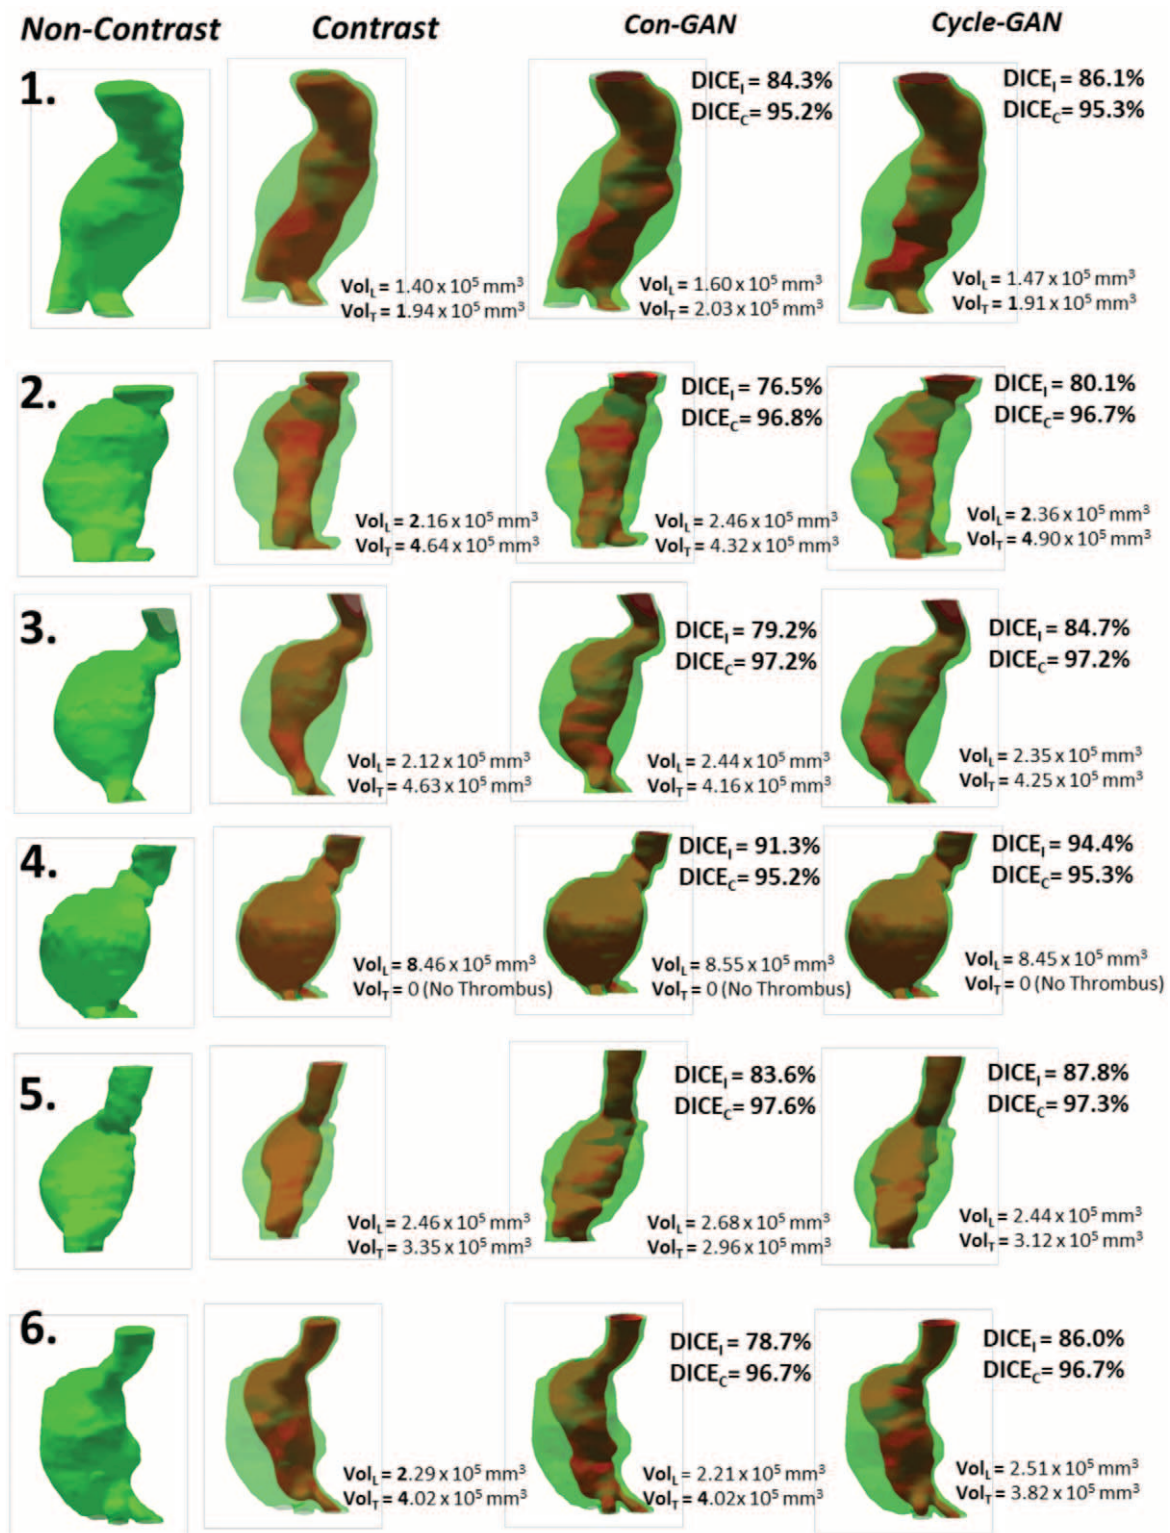 Non-Contrast Contrast Con-GAN Cycle-GAN
1.
DICE_I = 84.3%
DICE_C = 95.2%
DICE_I = 86.1%
DICE_C = 95.3%
Vol_L = 1.40 x 10^5 mm^3
Vol_T = 1.94 x 10^5 mm^3
Vol_L = 1.60 x 10^5 mm^3
Vol_T = 2.03 x 10^5 mm^3
Vol_L = 1.47 x 10^5 mm^3
Vol_T = 1.91 x 10^5 mm^3
2.
DICE_I = 76.5%
DICE_C = 96.8%
DICE_I = 80.1%
DICE_C = 96.7%
Vol_L = 2.16 x 10^5 mm^3
Vol_T = 4.64 x 10^5 mm^3
Vol_L = 2.46 x 10^5 mm^3
Vol_T = 4.32 x 10^5 mm^3
Vol_L = 2.36 x 10^5 mm^3
Vol_T = 4.90 x 10^5 mm^3
3.
DICE_I = 79.2%
DICE_C = 97.2%
DICE_I = 84.7%
DICE_C = 97.2%
Vol_L = 2.12 x 10^5 mm^3
Vol_T = 4.63 x 10^5 mm^3
Vol_L = 2.44 x 10^5 mm^3
Vol_T = 4.16 x 10^5 mm^3
Vol_L = 2.35 x 10^5 mm^3
Vol_T = 4.25 x 10^5 mm^3
4.
DICE_I = 91.3%
DICE_C = 95.2%
DICE_I = 94.4%
DICE_C = 95.3%
Vol_L = 8.46 x 10^5 mm^3
Vol_T = 0 (No Thrombus)
Vol_L = 8.55 x 10^5 mm^3
Vol_T = 0 (No Thrombus)
Vol_L = 8.45 x 10^5 mm^3
Vol_T = 0 (No Thrombus)
5.
DICE_I = 83.6%
DICE_C = 97.6%
DICE_I = 87.8%
DICE_C = 97.3%
Vol_L = 2.46 x 10^5 mm^3
Vol_T = 3.35 x 10^5 mm^3
Vol_L = 2.68 x 10^5 mm^3
Vol_T = 2.96 x 10^5 mm^3
Vol_L = 2.44 x 10^5 mm^3
Vol_T = 3.12 x 10^5 mm^3
6.
DICE_I = 78.7%
DICE_C = 96.7%
DICE_I = 86.0%
DICE_C = 96.7%
Vol_L = 2.29 x 10^5 mm^3
Vol_T = 4.02 x 10^5 mm^3
Vol_L = 2.21 x 10^5 mm^3
Vol_T = 4.02 x 10^5 mm^3
Vol_L = 2.51 x 10^5 mm^3
Vol_T = 3.82 x 10^5 mm^3